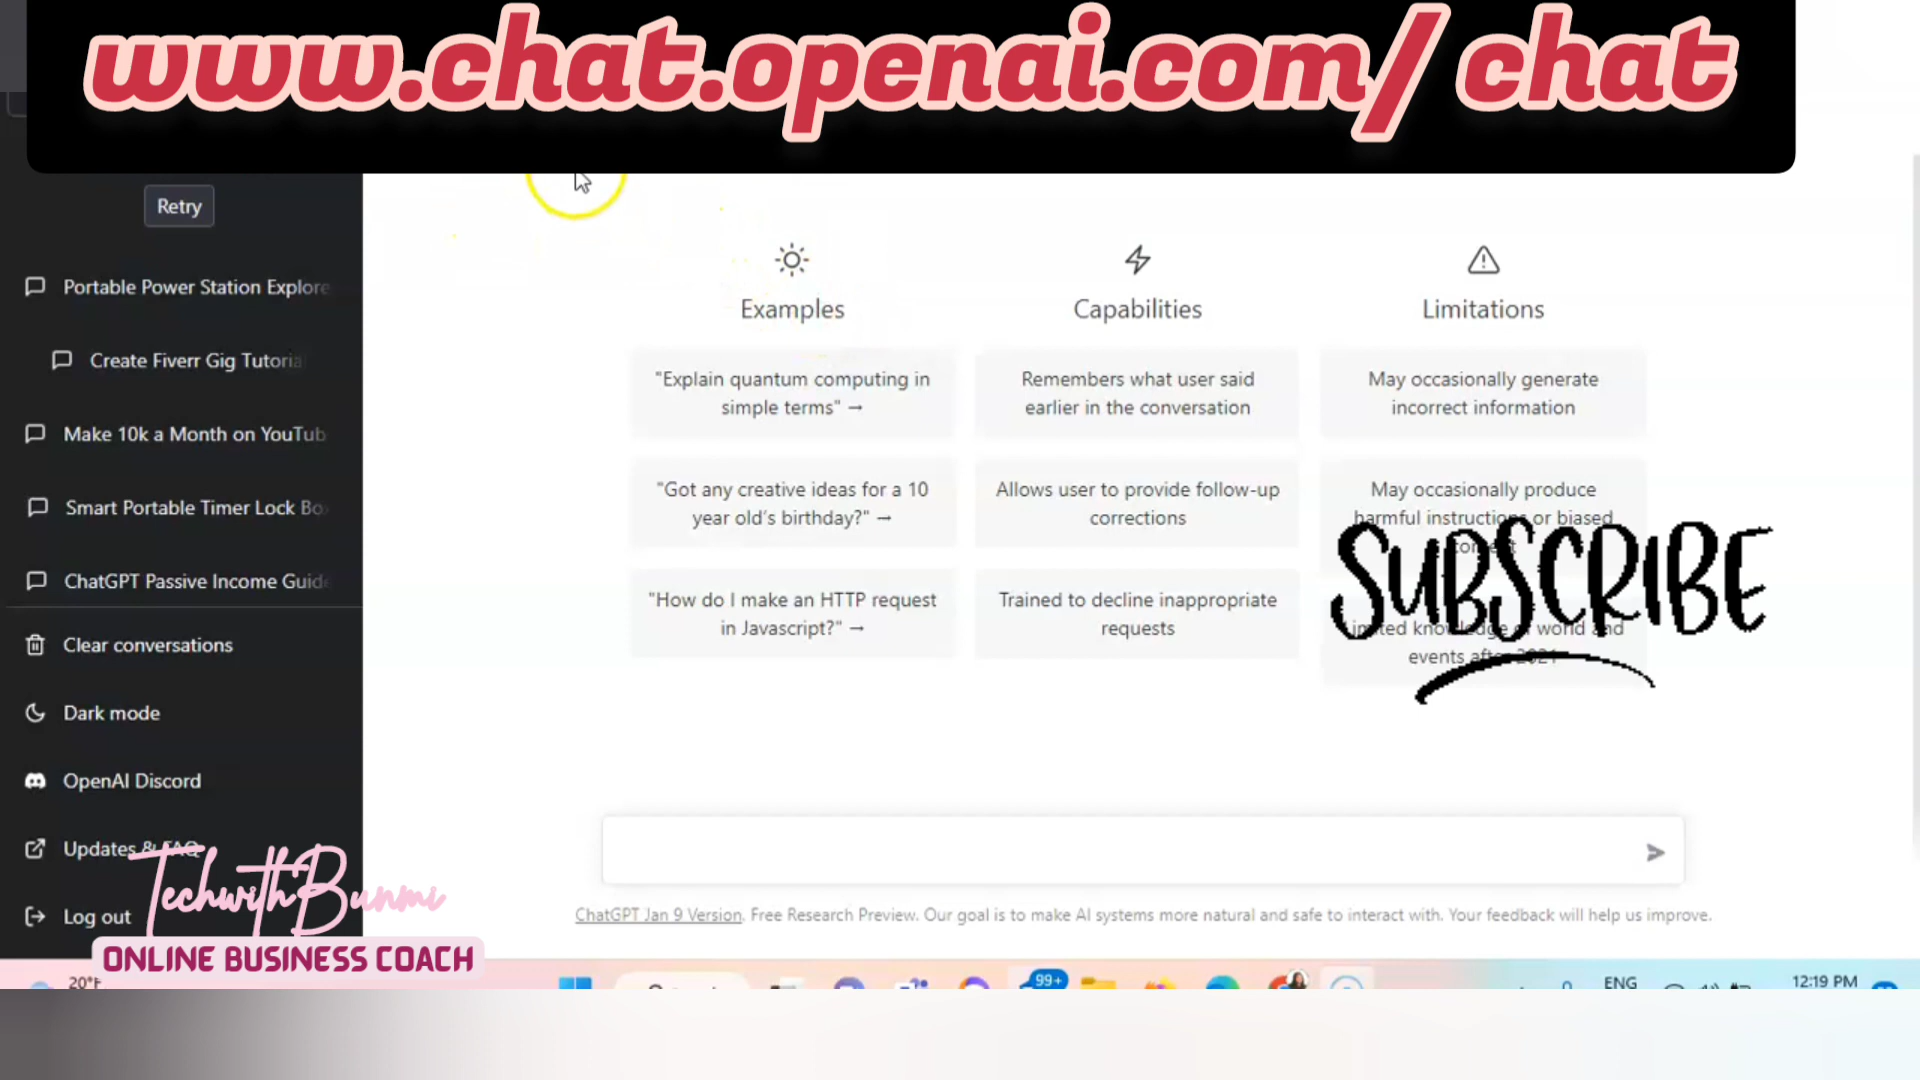 www.chat.openai.com/ chat
Retry
Portable Power Station Explore
Create Fiverr Gig Tutoria
Make 10k a Month on YouTub
Smart Portable Timer Lock Bo
ChatGPT Passive Income Guid
Clear conversations
Dark mode
OpenAI Discord
Updates & FAQ
Log out
Examples
"Explain quantum computing in
simple terms" →
"Got any creative ideas for a 10
year old's birthday?" →
"How do I make an HTTP request
in Javascript?" →
Capabilities
Remembers what user said
earlier in the conversation
Allows user to provide follow-up
corrections
Trained to decline inappropriate
requests
Limitations
May occasionally generate
incorrect information
May occasionally produce
harmful instructions or biased
content
Limited knowledge of world and
events after 2021
SUBSCRIBE
ChatGPT Jan 9 Version. Free Research Preview. Our goal is to make AI systems more natural and safe to interact with. Your feedback will help us improve.
TechwithBunmi
ONLINE BUSINESS COACH
20°F
99+
ENG
12:19 PM